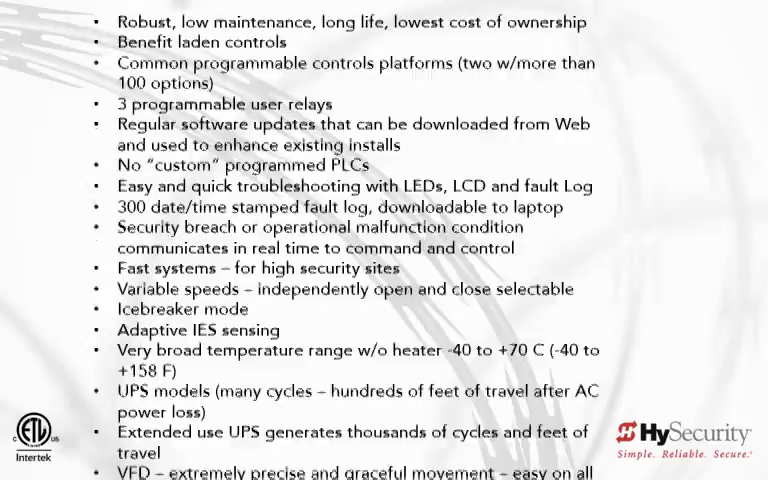 • Robust, low maintenance, long life, lowest cost of ownership
• Benefit laden controls
• Common programmable controls platforms (two w/more than
100 options)
• 3 programmable user relays
• Regular software updates that can be downloaded from Web
and used to enhance existing installs
• No “custom” programmed PLCs
• Easy and quick troubleshooting with LEDs, LCD and fault Log
• 300 date/time stamped fault log, downloadable to laptop
• Security breach or operational malfunction condition
communicates in real time to command and control
• Fast systems – for high security sites
• Variable speeds – independently open and close selectable
• Icebreaker mode
• Adaptive IES sensing
• Very broad temperature range w/o heater -40 to +70 C (-40 to
+158 F)
• UPS models (many cycles – hundreds of feet of travel after AC
power loss)
• Extended use UPS generates thousands of cycles and feet of
travel
• VFD – extremely precise and graceful movement – easy on all
C ETL US
Intertek
HySecurity
Simple. Reliable. Secure.